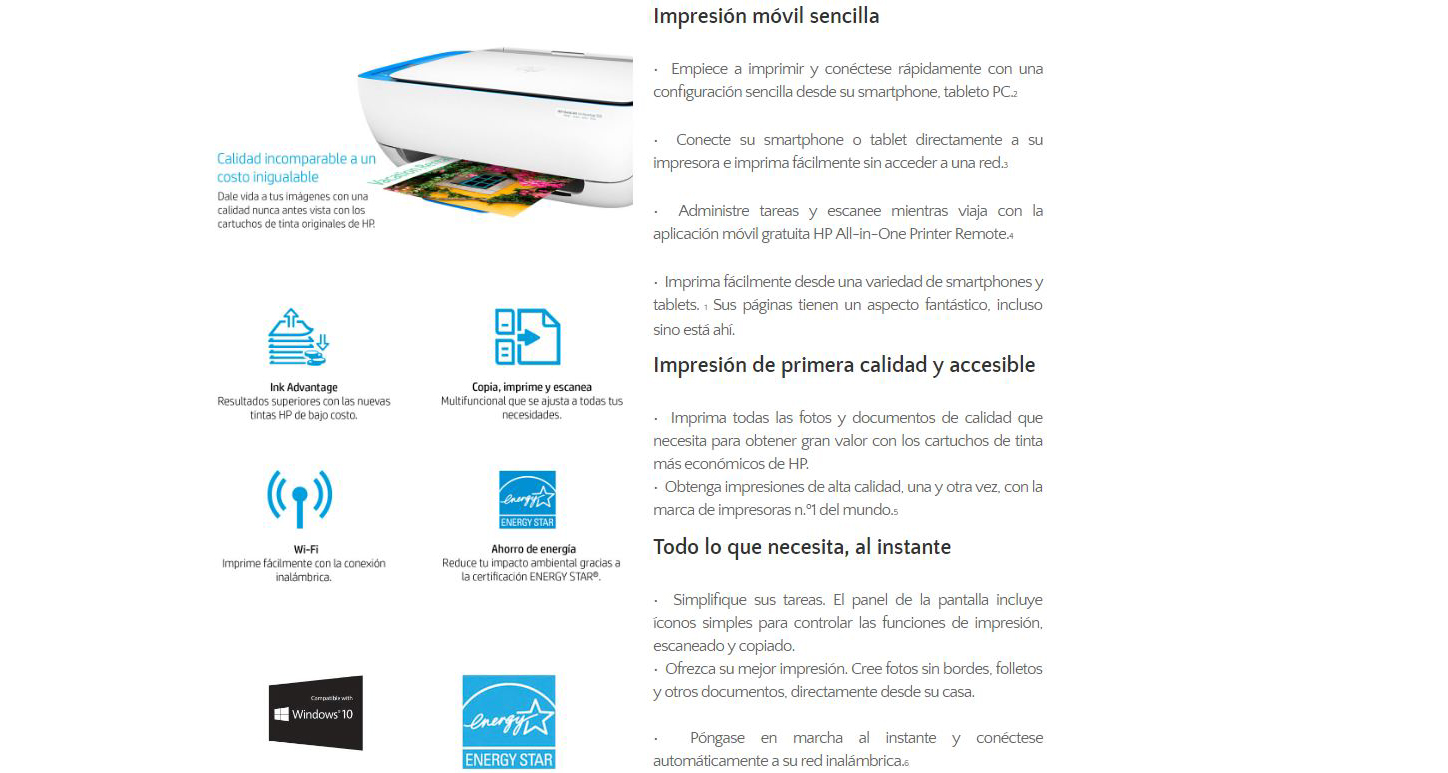 Calidad incomparable a un
costo inigualable
Dale vida a tus imágenes con una
calidad nunca antes vista con los
cartuchos de tinta originales de HP.
Vacation
Ink Advantage
Resultados superiores con las nuevas
tintas HP de bajo costo.
Copia, imprime y escanea
Multifuncional que se ajusta a todas tus
necesidades.
Wi-Fi
Imprime fácilmente con la conexión
inalámbrica.
energy
ENERGY STAR
Ahorro de energía
Reduce tu impacto ambiental gracias a
la certificación ENERGY STAR®.
Compatible with
Windows® 10
energy
ENERGY STAR
Impresión móvil sencilla
· Empiece a imprimir y conéctese rápidamente con una
configuración sencilla desde su smartphone, tableto PC.2
· Conecte su smartphone o tablet directamente a su
impresora e imprima fácilmente sin acceder a una red.3
· Administre tareas y escanee mientras viaja con la
aplicación móvil gratuita HP All-in-One Printer Remote.4
· Imprima fácilmente desde una variedad de smartphones y
tablets. 1 Sus páginas tienen un aspecto fantástico, incluso
sino está ahí.
Impresión de primera calidad y accesible
· Imprima todas las fotos y documentos de calidad que
necesita para obtener gran valor con los cartuchos de tinta
más económicos de HP.
· Obtenga impresiones de alta calidad, una y otra vez, con la
marca de impresoras n.º1 del mundo.5
Todo lo que necesita, al instante
· Simplifique sus tareas. El panel de la pantalla incluye
íconos simples para controlar las funciones de impresión,
escaneado y copiado.
· Ofrezca su mejor impresión. Cree fotos sin bordes, folletos
y otros documentos, directamente desde su casa.
· Póngase en marcha al instante y conéctese
automáticamente a su red inalámbrica.6